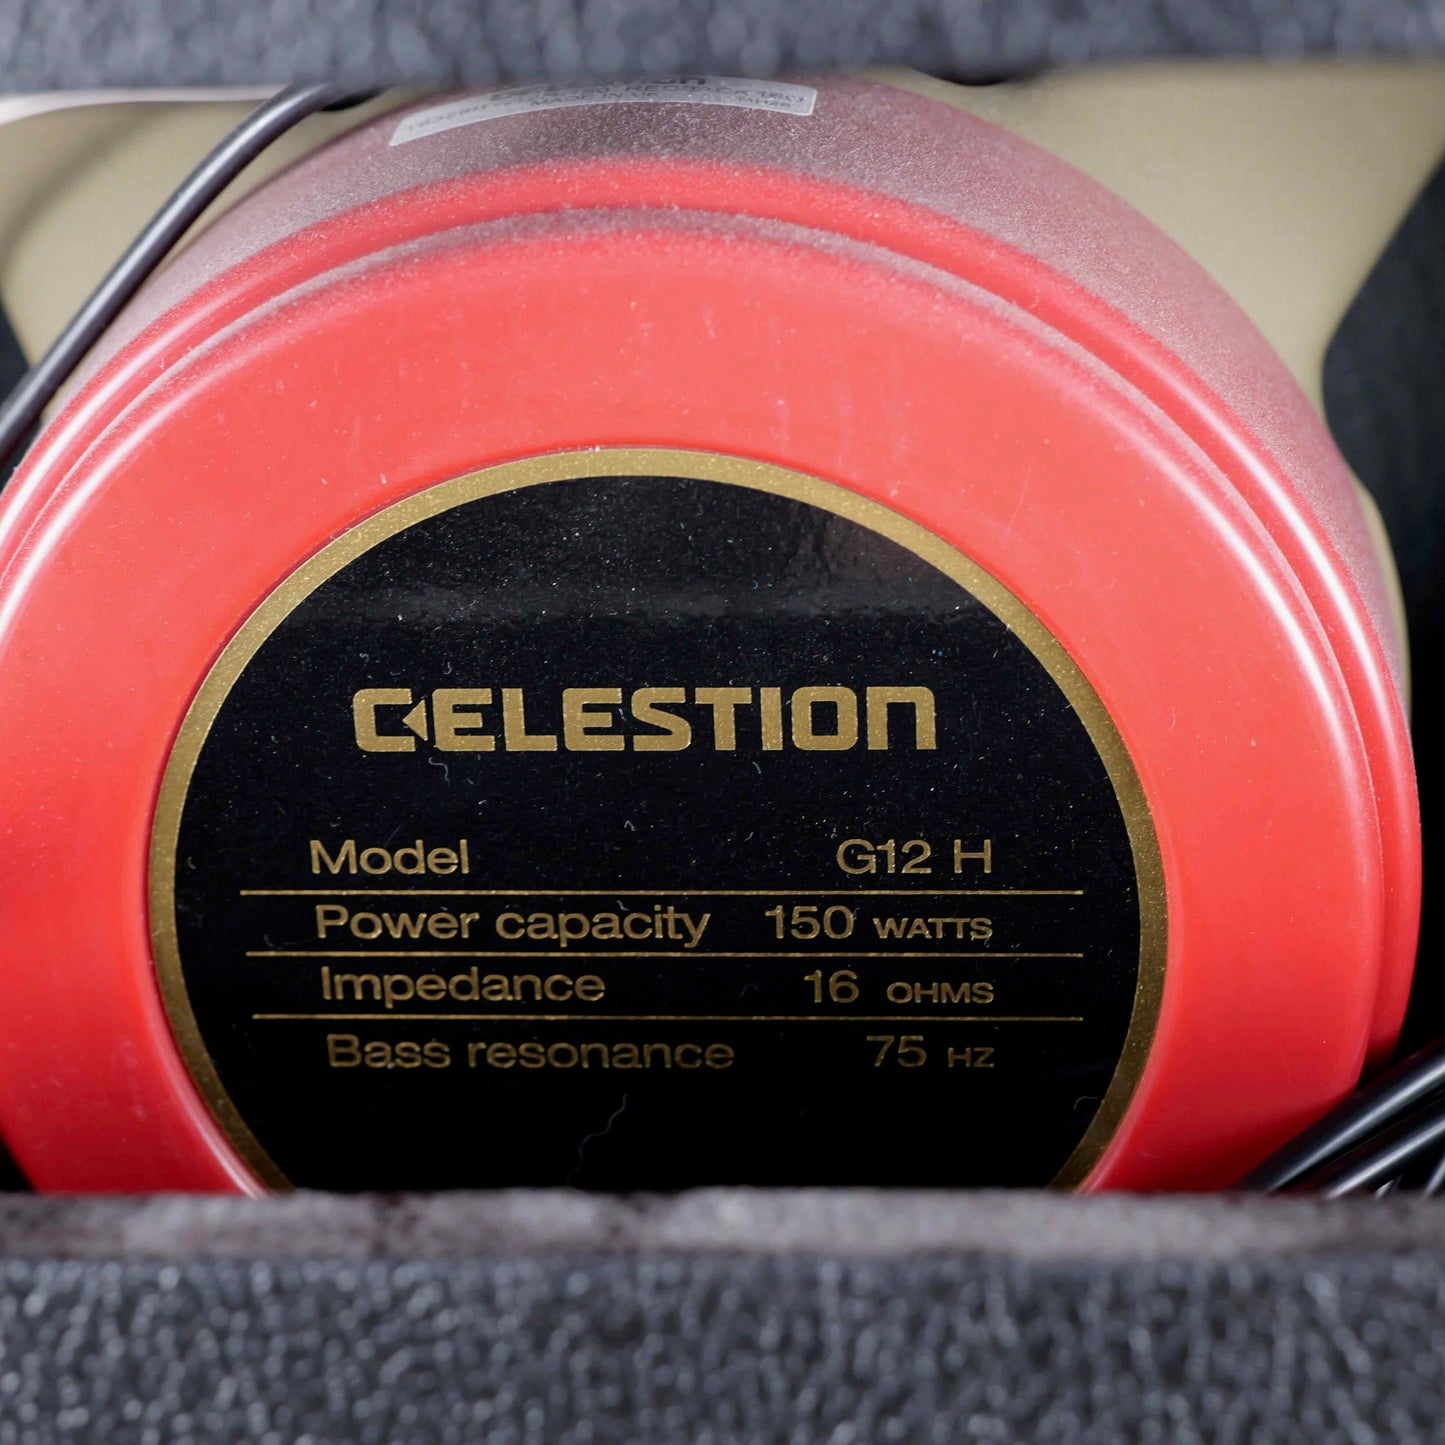 CELESTION
Model G12 H
Power capacity 150 WATTS
Impedance 16 OHMS
Bass resonance 75 HZ